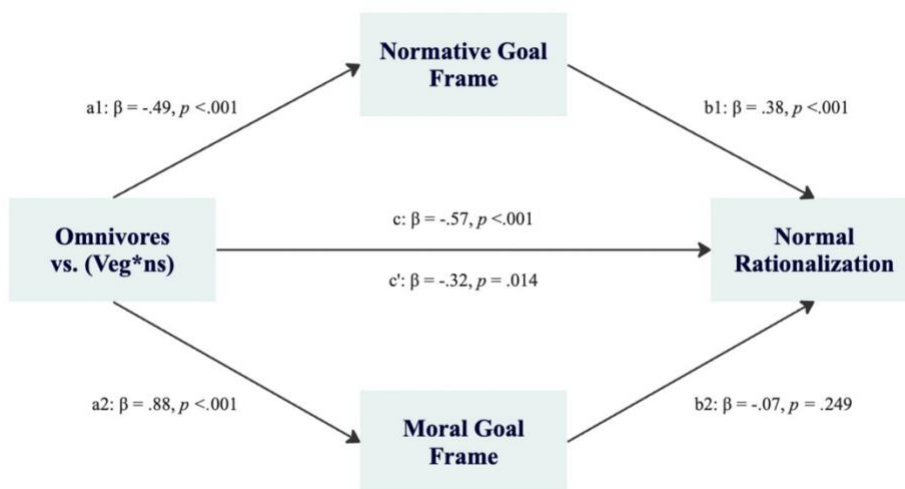 Normative Goal
Frame
a1: β = -.49, p <.001
b1: β = .38, p <.001
c: β = -.57, p <.001
Omnivores
vs. (Veg*ns)
Normal
Rationalization
c': β = -.32, p = .014
a2: β = .88, p <.001
b2: β = -.07, p = .249
Moral Goal
Frame